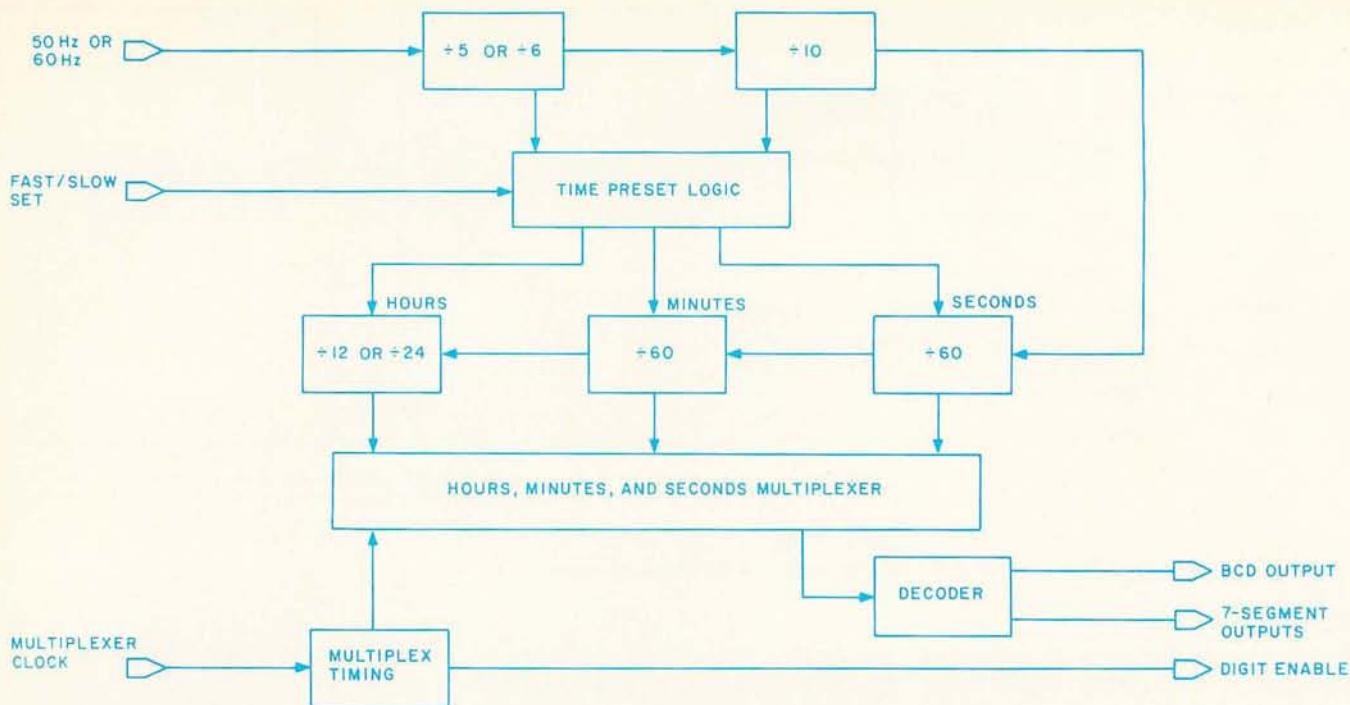 50 Hz OR
60 Hz
÷5 OR ÷6
÷10
FAST/SLOW
SET
TIME PRESET LOGIC
HOURS
MINUTES
SECONDS
÷12 OR ÷24
÷60
÷60
HOURS, MINUTES, AND SECONDS MULTIPLEXER
DECODER
BCD OUTPUT
7-SEGMENT
OUTPUTS
MULTIPLEXER
CLOCK
MULTIPLEX
TIMING
DIGIT ENABLE